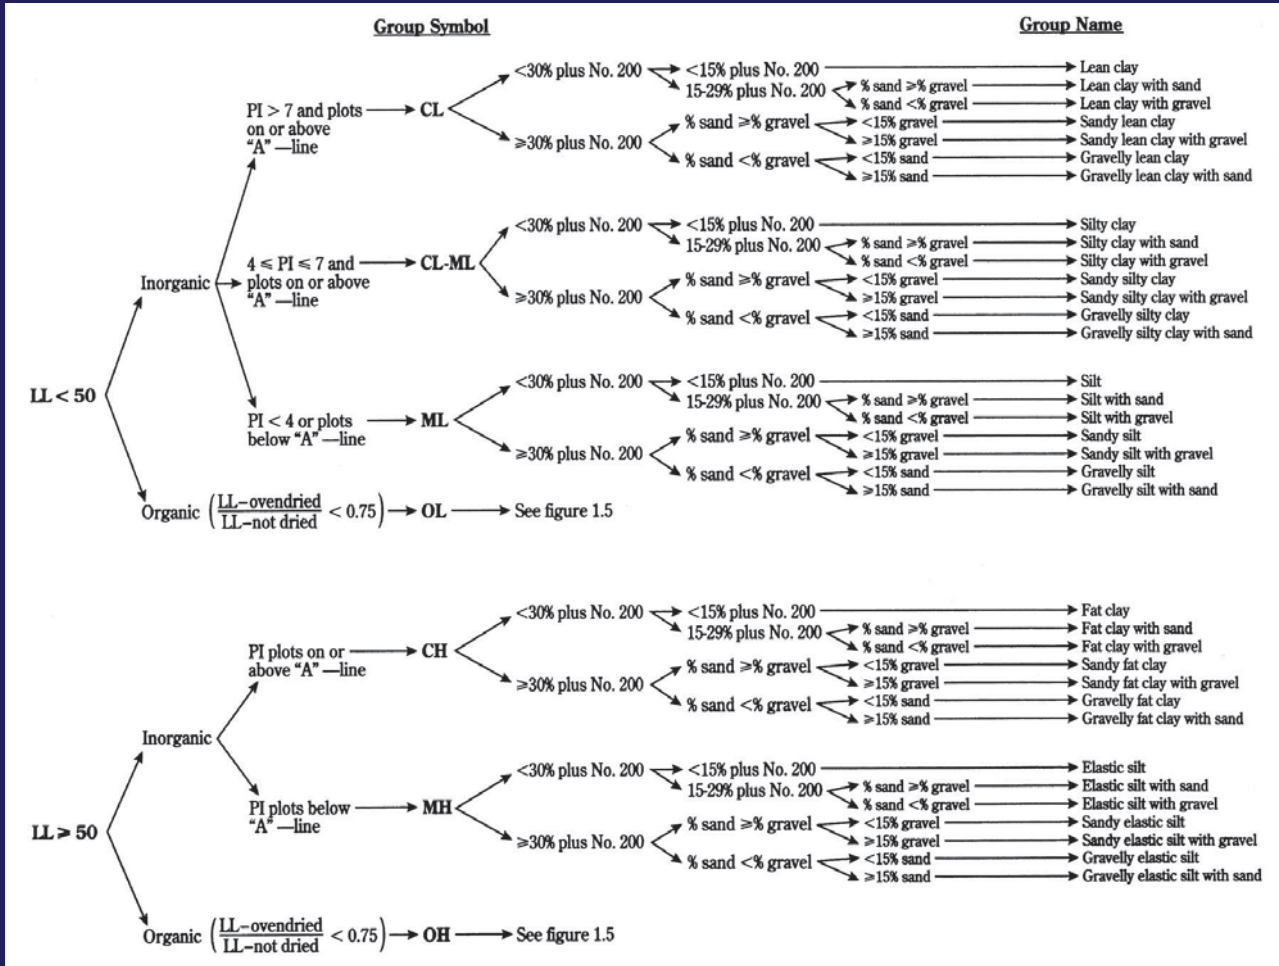 Group Symbol
Group Name
LL < 50
Inorganic
PI > 7 and plots
on or above
"A" —line
CL
<30% plus No. 200
<15% plus No. 200
Lean clay
15-29% plus No. 200
% sand ⩾% gravel
Lean clay with sand
% sand <% gravel
Lean clay with gravel
⩾30% plus No. 200
% sand ⩾% gravel
<15% gravel
Sandy lean clay
⩾15% gravel
Sandy lean clay with gravel
% sand <% gravel
<15% sand
Gravelly lean clay
⩾15% sand
Gravelly lean clay with sand
4 ⩽ PI ⩽ 7 and
plots on or above
"A" —line
CL-ML
<30% plus No. 200
<15% plus No. 200
Silty clay
15-29% plus No. 200
% sand ⩾% gravel
Silty clay with sand
% sand <% gravel
Silty clay with gravel
⩾30% plus No. 200
% sand ⩾% gravel
<15% gravel
Sandy silty clay
⩾15% gravel
Sandy silty clay with gravel
% sand <% gravel
<15% sand
Gravelly silty clay
⩾15% sand
Gravelly silty clay with sand
PI < 4 or plots
below "A" —line
ML
<30% plus No. 200
<15% plus No. 200
Silt
15-29% plus No. 200
% sand ⩾% gravel
Silt with sand
% sand <% gravel
Silt with gravel
⩾30% plus No. 200
% sand ⩾% gravel
<15% gravel
Sandy silt
⩾15% gravel
Sandy silt with gravel
% sand <% gravel
<15% sand
Gravelly silt
⩾15% sand
Gravelly silt with sand
Organic (LL–ovendried / LL–not dried < 0.75)
OL
See figure 1.5
LL ⩾ 50
Inorganic
PI plots on or
above "A" —line
CH
<30% plus No. 200
<15% plus No. 200
Fat clay
15-29% plus No. 200
% sand ⩾% gravel
Fat clay with sand
% sand <% gravel
Fat clay with gravel
⩾30% plus No. 200
% sand ⩾% gravel
<15% gravel
Sandy fat clay
⩾15% gravel
Sandy fat clay with gravel
% sand <% gravel
<15% sand
Gravelly fat clay
⩾15% sand
Gravelly fat clay with sand
PI plots below
"A" —line
MH
<30% plus No. 200
<15% plus No. 200
Elastic silt
15-29% plus No. 200
% sand ⩾% gravel
Elastic silt with sand
% sand <% gravel
Elastic silt with gravel
⩾30% plus No. 200
% sand ⩾% gravel
<15% gravel
Sandy elastic silt
⩾15% gravel
Sandy elastic silt with gravel
% sand <% gravel
<15% sand
Gravelly elastic silt
⩾15% sand
Gravelly elastic silt with sand
Organic (LL–ovendried / LL–not dried < 0.75)
OH
See figure 1.5